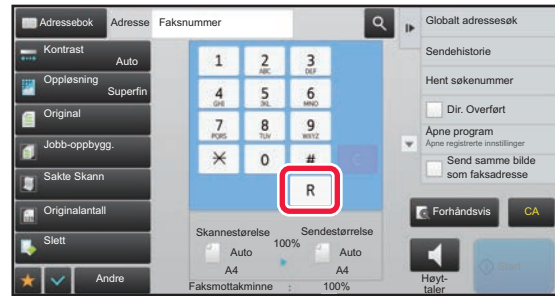 Adressebok
Adresse
Faksnummer
Globalt adressesøk
Kontrast
Auto
Sendehistorie
Oppløsning
Superfin
Hent søkenummer
Original
Dir. Overført
Jobb-oppbygg.
Åpne program
Åpne registrerte innstillinger
Sakte Skann
Send samme bilde
som faksadresse
Originalantall
Slett
Andre
1
2
ABC
3
DEF
4
GHI
5
JKL
6
MNO
7
PQRS
8
TUV
9
WXYZ
0
#
C
R
Skannestørelse
100%
Sendestørrelse
Auto
A4
Auto
A4
Faksmottakminne : 100%
Forhåndsvis
CA
Høyt-
taler
Start